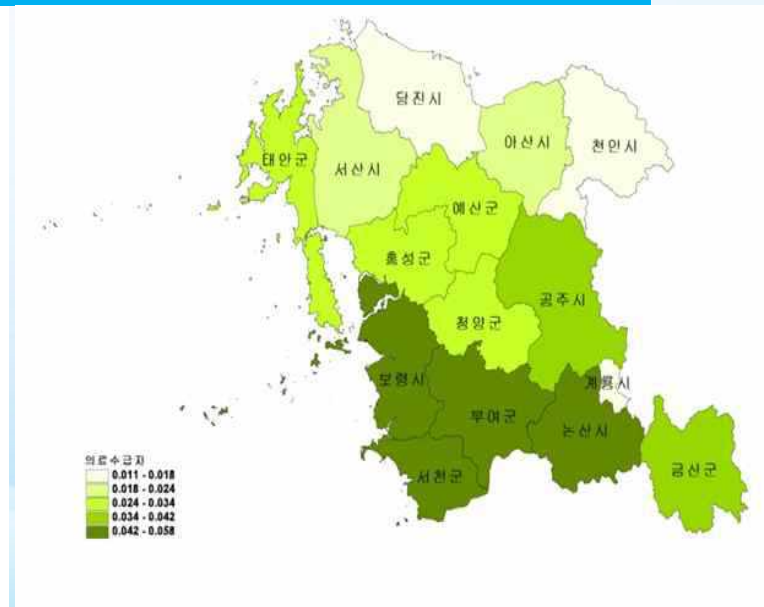 당진시
아산시
천안시
태안군
서산시
예산군
홍성군
공주시
청양군
계룡시
보령시
부여군
논산시
서천군
금산군
의료수급자
0.011 - 0.018
0.018 - 0.024
0.024 - 0.034
0.034 - 0.042
0.042 - 0.058